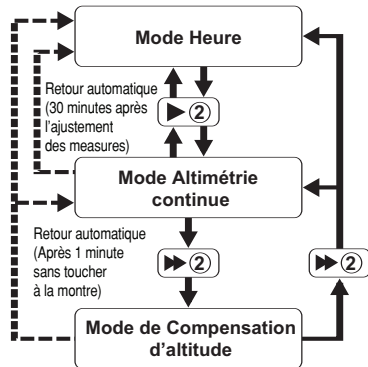 Mode Heure
Retour automatique
(30 minutes après
l'ajustement
des measures)
②
Mode Altimétrie
continue
Retour automatique
(Après 1 minute
sans toucher
à la montre)
②
②
Mode de Compensation
d'altitude